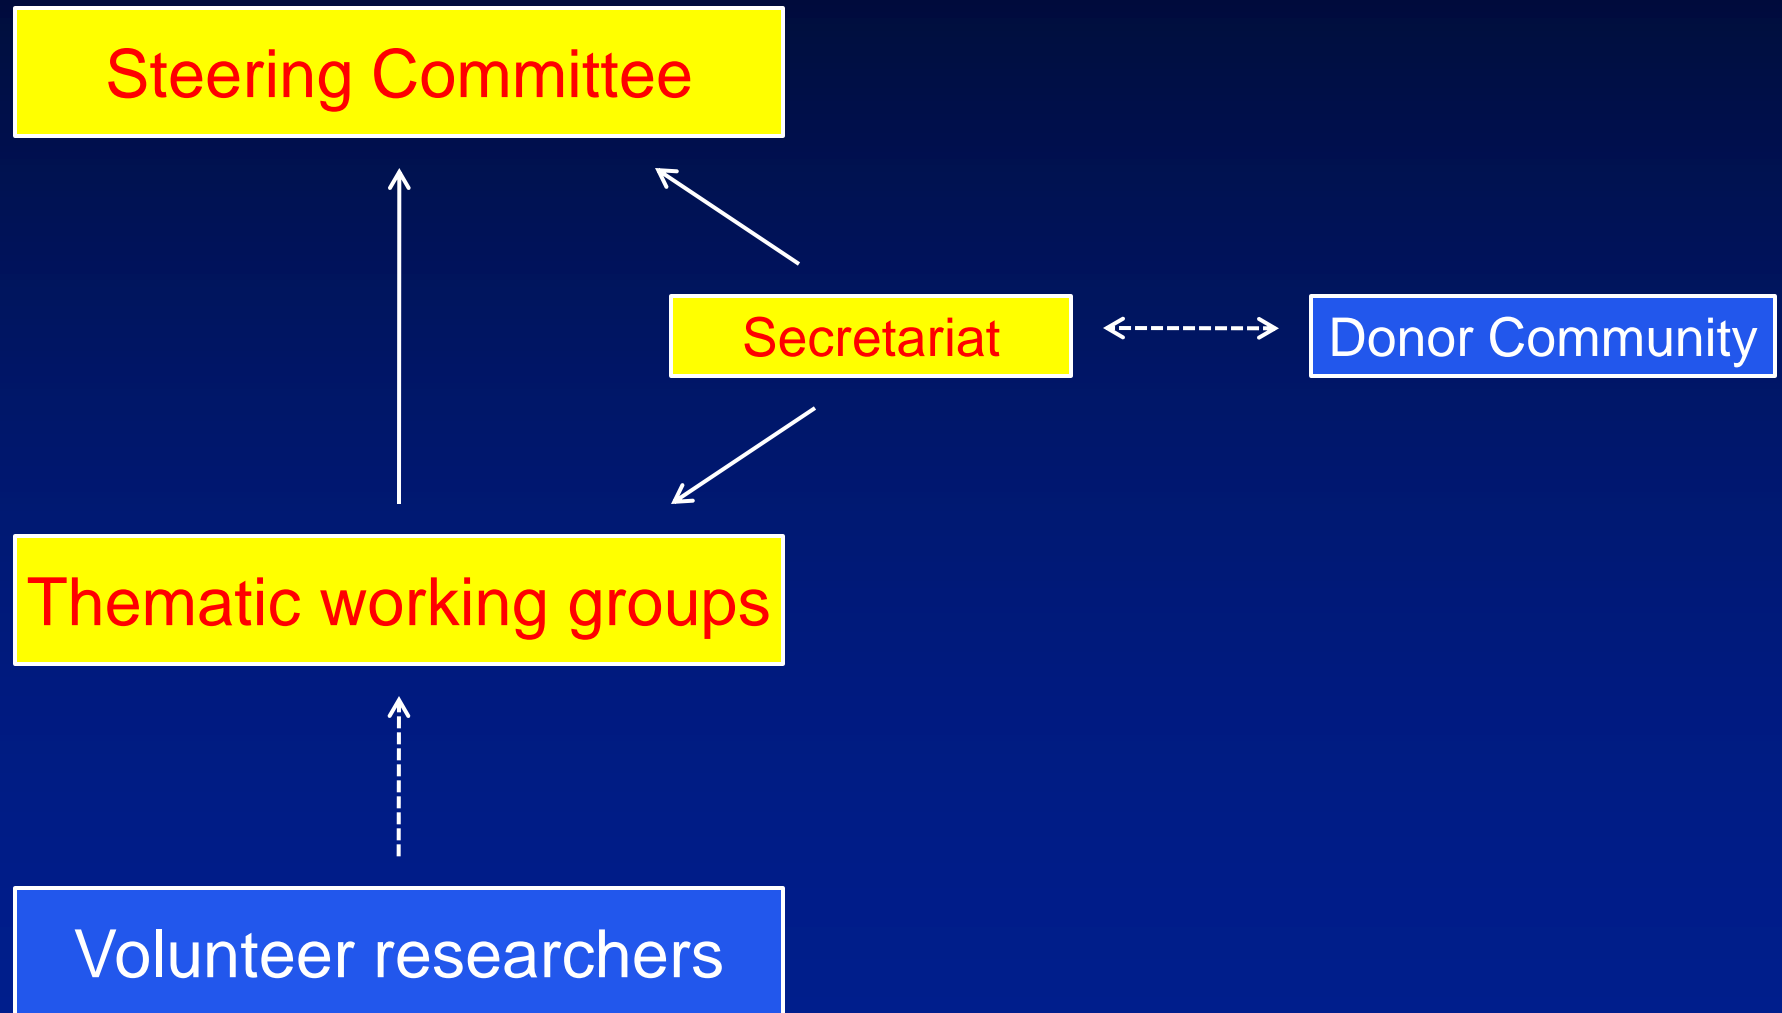 Steering Committee
Secretariat
Donor Community
Thematic working groups
Volunteer researchers